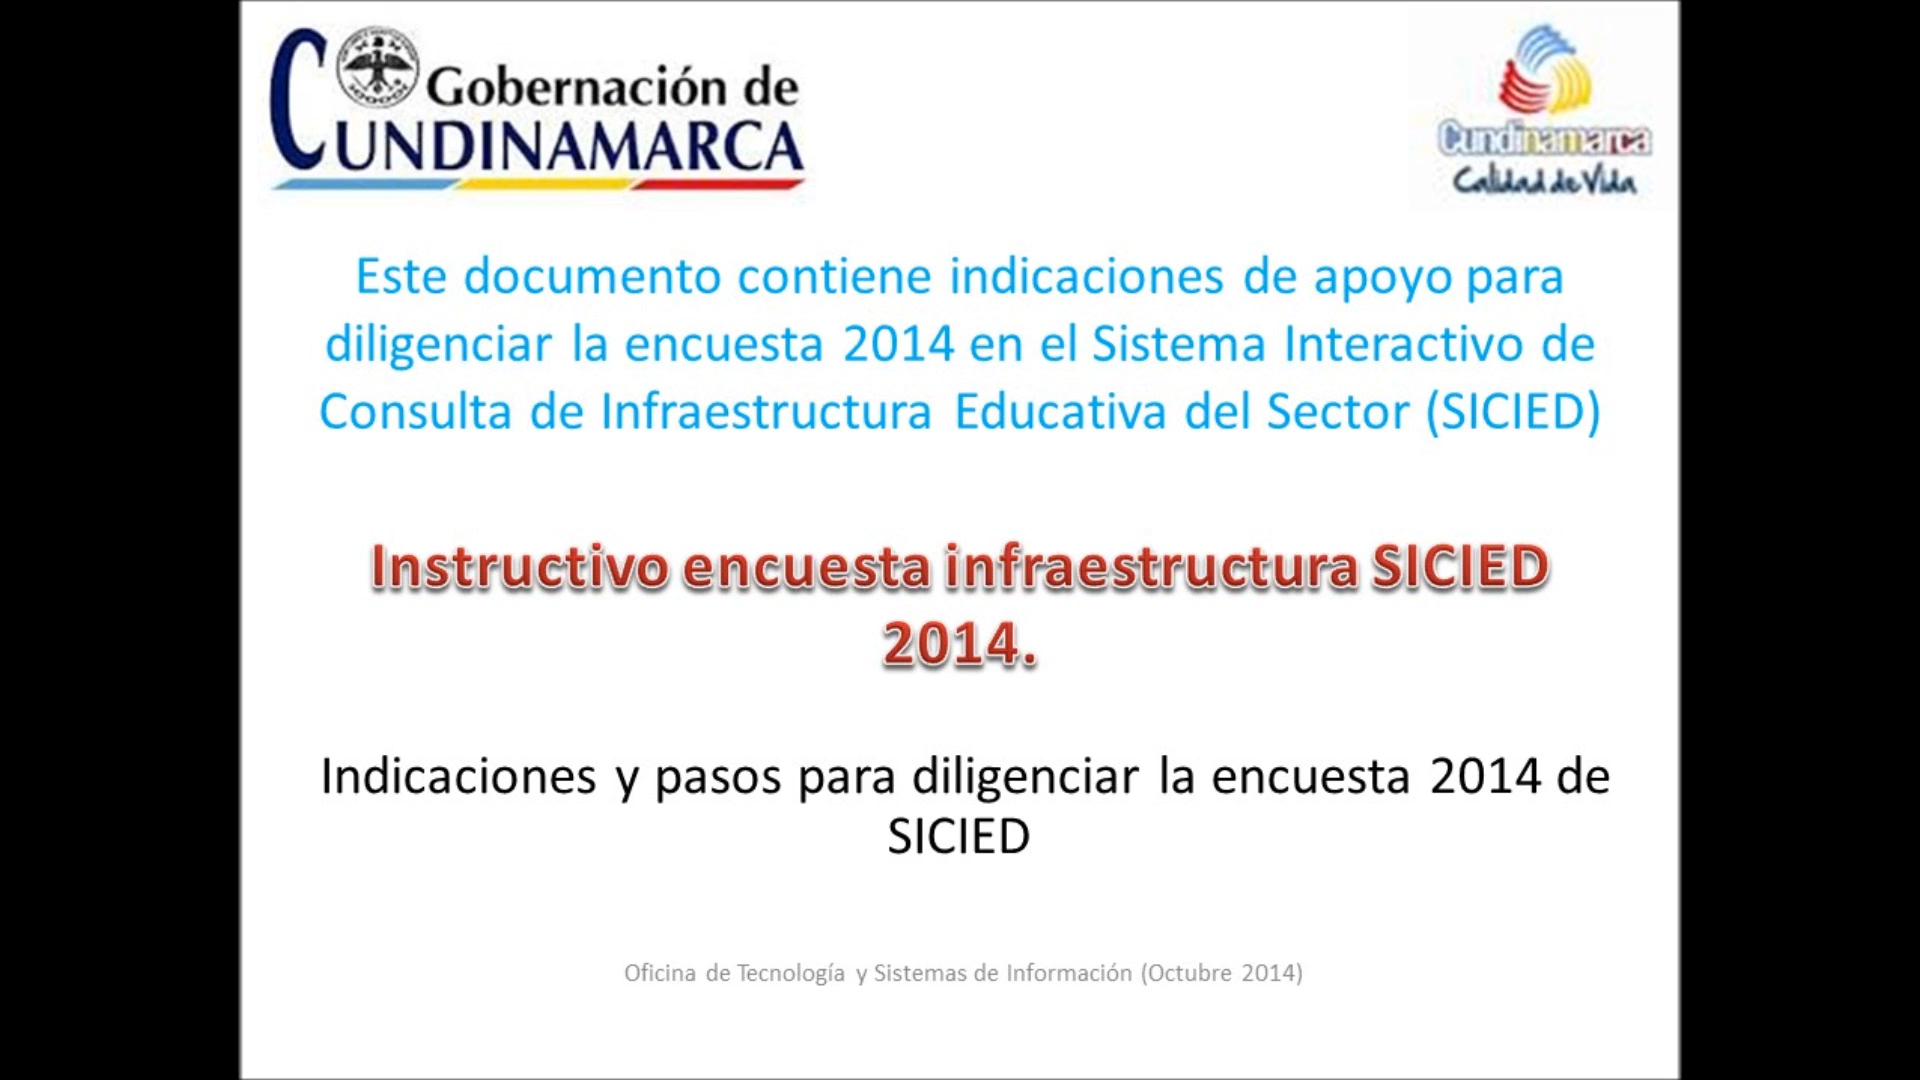 Gobernación de
CUNDINAMARCA
Cundinamarca
Calidad de Vida
Este documento contiene indicaciones de apoyo para
diligenciar la encuesta 2014 en el Sistema Interactivo de
Consulta de Infraestructura Educativa del Sector (SICIED)
Instructivo encuesta infraestructura SICIED
2014.
Indicaciones y pasos para diligenciar la encuesta 2014 de
SICIED
Oficina de Tecnología y Sistemas de Información (Octubre 2014)